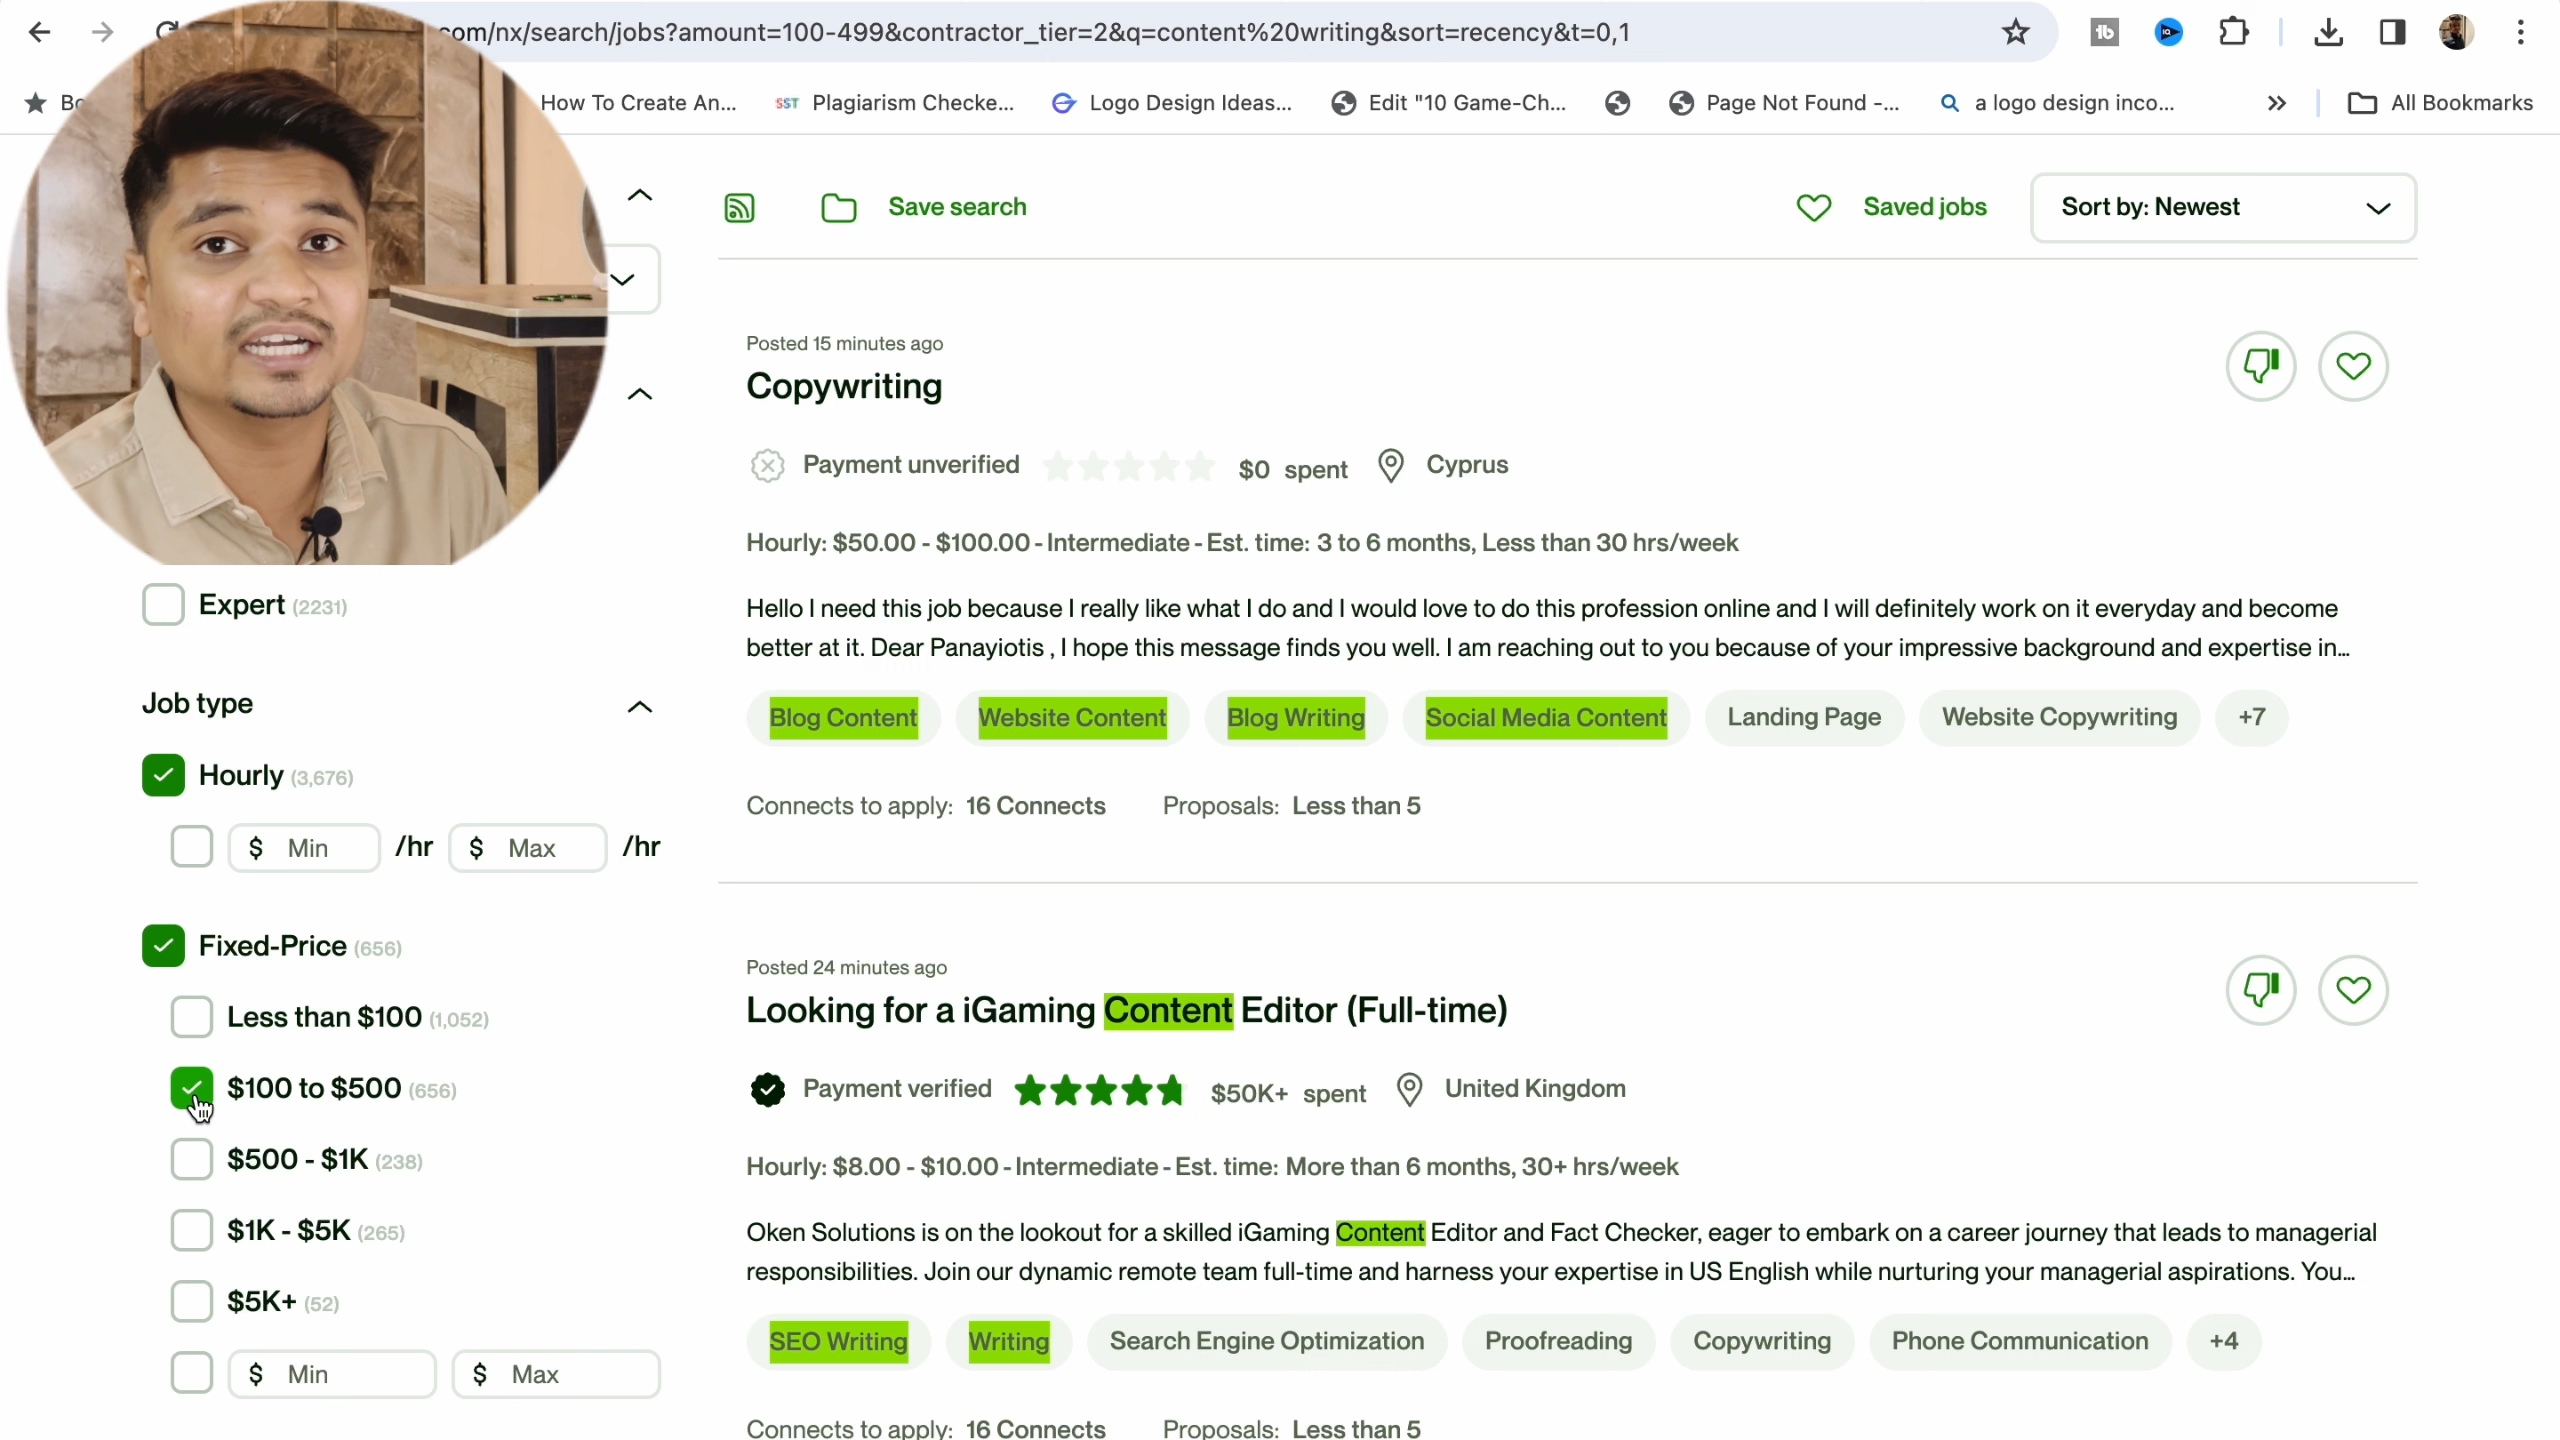 com/nx/search/jobs?amount=100-499&contractor_tier=2&q=content%20writing&sort=recency&t=0,1
How To Create An... SST Plagiarism Checke... Logo Design Ideas... Edit "10 Game-Ch... Page Not Found -... a logo design inco... All Bookmarks
Save search Saved jobs Sort by: Newest
Posted 15 minutes ago
Copywriting
Payment unverified $0 spent Cyprus
Hourly: $50.00 - $100.00 - Intermediate - Est. time: 3 to 6 months, Less than 30 hrs/week
Hello I need this job because I really like what I do and I would love to do this profession online and I will definitely work on it everyday and become
better at it. Dear Panayiotis , I hope this message finds you well. I am reaching out to you because of your impressive background and expertise in...
Blog Content Website Content Blog Writing Social Media Content Landing Page Website Copywriting +7
Connects to apply: 16 Connects Proposals: Less than 5
Expert (2231)
Job type
Hourly (3,676)
$ Min /hr $ Max /hr
Fixed-Price (656)
Less than $100 (1,052)
$100 to $500 (656)
$500 - $1K (238)
$1K - $5K (265)
$5K+ (52)
$ Min $ Max
Posted 24 minutes ago
Looking for a iGaming Content Editor (Full-time)
Payment verified $50K+ spent United Kingdom
Hourly: $8.00 - $10.00 - Intermediate - Est. time: More than 6 months, 30+ hrs/week
Oken Solutions is on the lookout for a skilled iGaming Content Editor and Fact Checker, eager to embark on a career journey that leads to managerial
responsibilities. Join our dynamic remote team full-time and harness your expertise in US English while nurturing your managerial aspirations. You...
SEO Writing Writing Search Engine Optimization Proofreading Copywriting Phone Communication +4
Connects to apply: 16 Connects Proposals: Less than 5